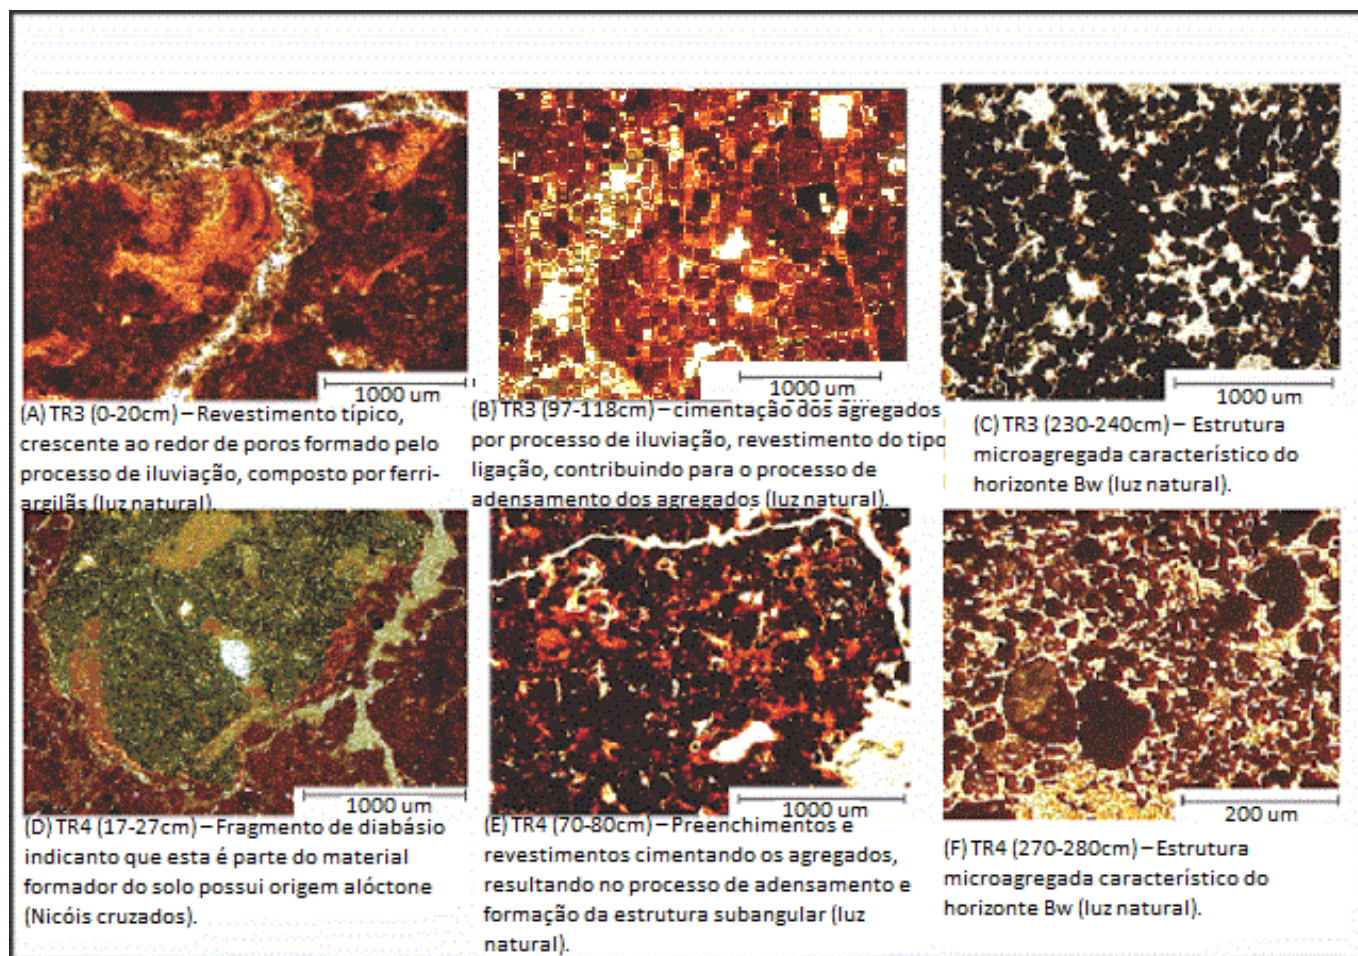 1000 um
(A) TR3 (0-20cm) – Revestimento típico,
crescente ao redor de poros formado pelo
processo de iluviação, composto por ferri-
argilãs (luz natural).
1000 um
(B) TR3 (97-118cm) – cimentação dos agregados
por processo de iluviação, revestimento do tipo
ligação, contribuindo para o processo de
adensamento dos agregados (luz natural).
1000 um
(C) TR3 (230-240cm) – Estrutura
microagregada característico do
horizonte Bw (luz natural).
1000 um
(D) TR4 (17-27cm) – Fragmento de diabásio
indicanto que esta é parte do material
formador do solo possui origem alóctone
(Nicóis cruzados).
1000 um
(E) TR4 (70-80cm) – Preenchimentos e
revestimentos cimentando os agregados,
resultando no processo de adensamento e
formação da estrutura subangular (luz
natural).
200 um
(F) TR4 (270-280cm) – Estrutura
microagregada característico do
horizonte Bw (luz natural).